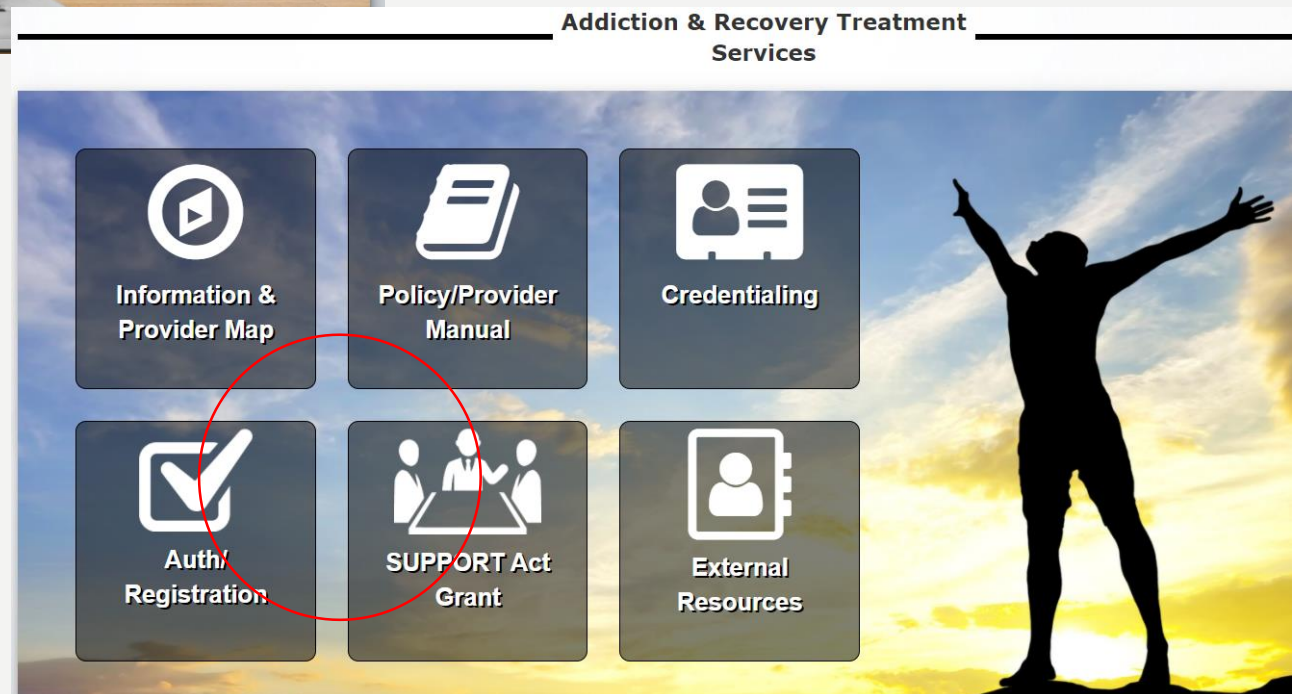 Addiction & Recovery Treatment
Services
Information &
Provider Map
Policy/Provider
Manual
Credentialing
Auth/
Registration
SUPPORT Act
Grant
External
Resources